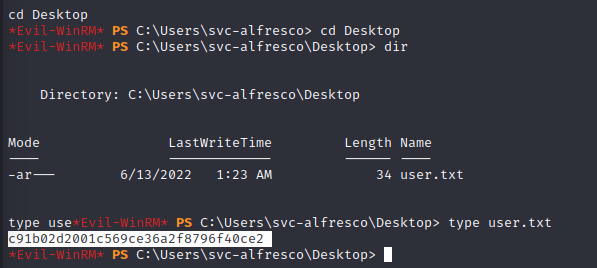 cd Desktop
*Evil-WinRM* PS C:\Users\svc-alfresco> cd Desktop
*Evil-WinRM* PS C:\Users\svc-alfresco\Desktop> dir
Directory: C:\Users\svc-alfresco\Desktop
Mode LastWriteTime Length Name
---- ------------- ------ ----
-ar--- 6/13/2022 1:23 AM 34 user.txt
type use*Evil-WinRM* PS C:\Users\svc-alfresco\Desktop> type user.txt
c91b02d2001c569ce36a2f8796f40ce2
*Evil-WinRM* PS C:\Users\svc-alfresco\Desktop>